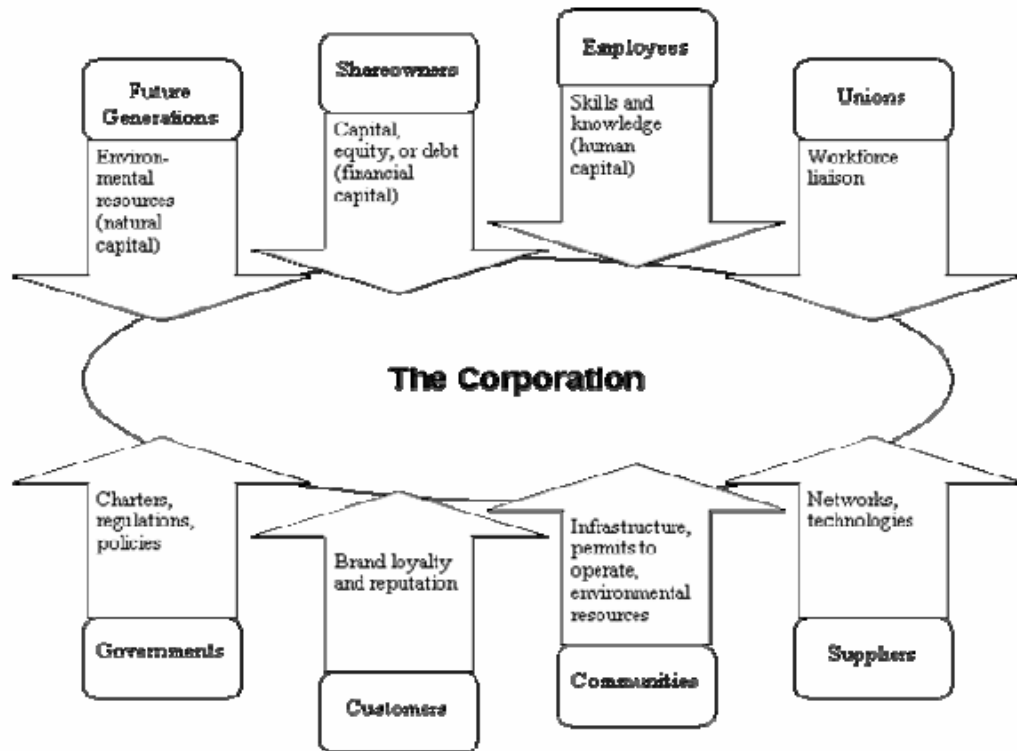 Future
Generations
Environ-
mental
resources
(natural
capital)
Shareowners
Capital,
equity, or debt
(financial
capital)
Employees
Skills and
knowledge
(human
capital)
Unions
Workforce
liaison
The Corporation
Charters,
regulations,
policies
Governments
Brand loyalty
and reputation
Customers
Infrastructure,
permits to
operate,
environmental
resources
Communities
Networks,
technologies
Suppliers